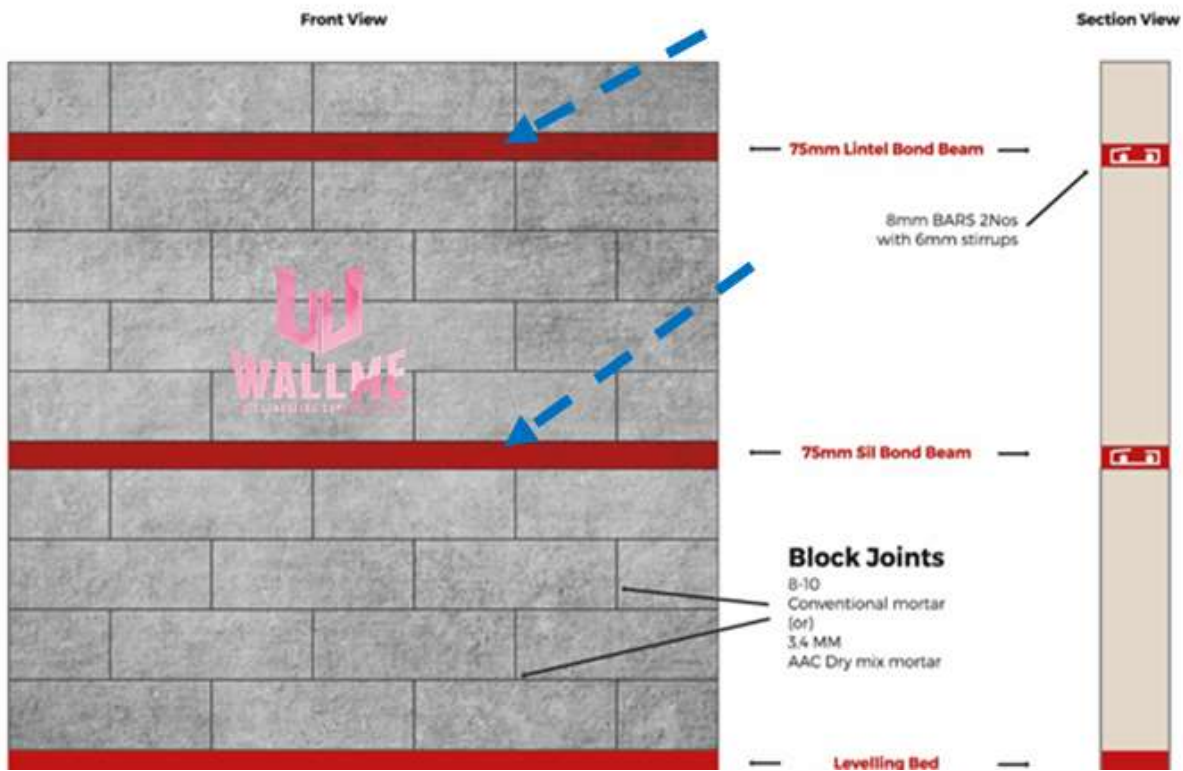 Front View
Section View
75mm Lintel Bond Beam
8mm BARS 2Nos
with 6mm stirrups
WALLME
75mm Sil Bond Beam
Block Joints
8-10
Conventional mortar
(or)
3,4 MM
AAC Dry mix mortar
Levelling Bed